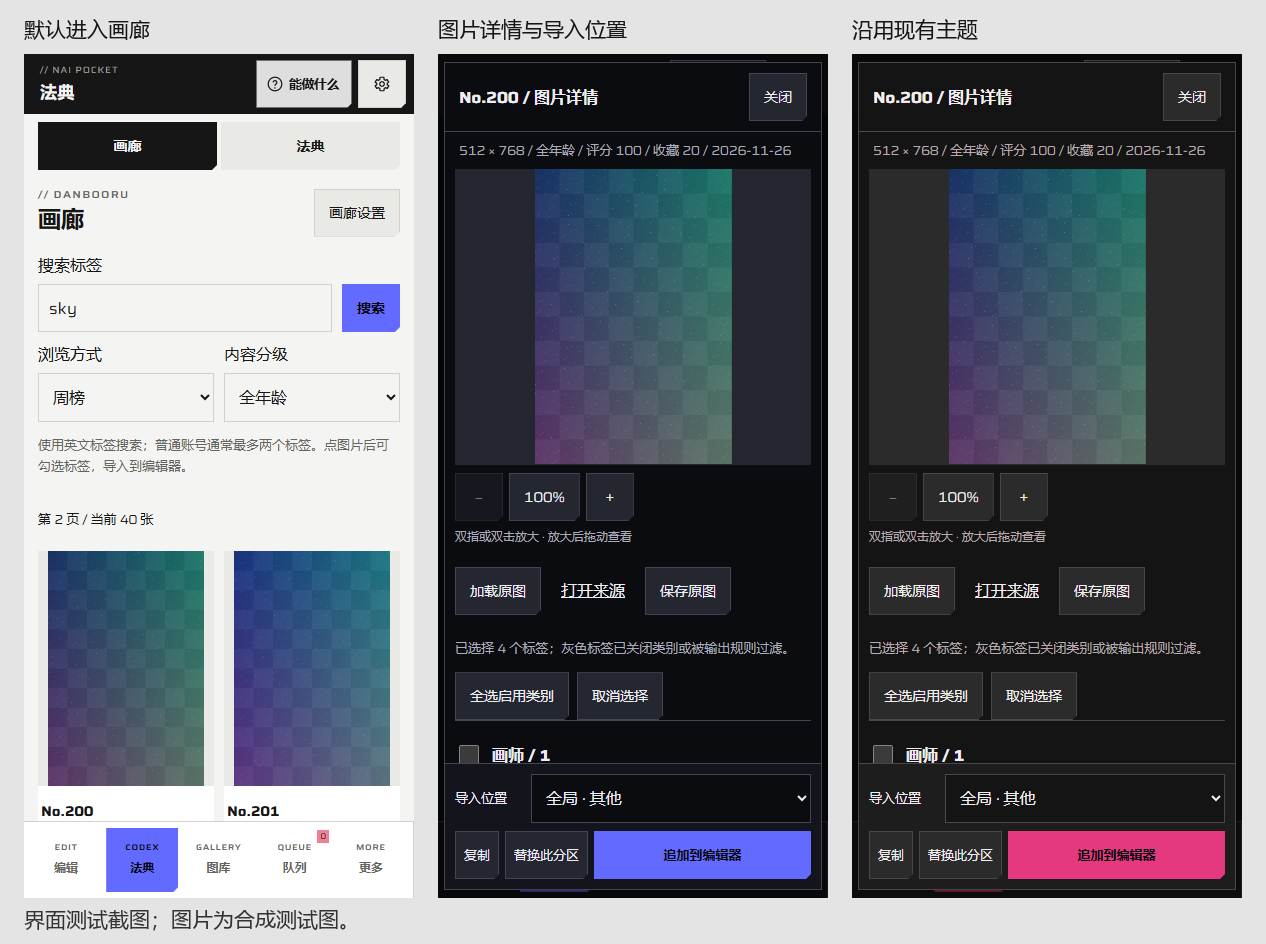 默认进入画廊
// NAI POCKET
法典
? 能做什么
画廊
法典
// DANBOORU
画廊
画廊设置
搜索标签
sky
搜索
浏览方式
内容分级
周榜
全年龄
使用英文标签搜索；普通账号通常最多两个标签。点图片后可
勾选标签，导入到编辑器。
第 2 页 / 当前 40 张
No.200
No.201
EDIT
编辑
CODEX
法典
GALLERY
图库
QUEUE
0
队列
MORE
更多
图片详情与导入位置
No.200 / 图片详情
关闭
512 × 768 / 全年龄 / 评分 100 / 收藏 20 / 2026-11-26
−
100%
+
双指或双击放大 · 放大后拖动查看
加载原图
打开来源
保存原图
已选择 4 个标签；灰色标签已关闭类别或被输出规则过滤。
全选启用类别
取消选择
画师 / 1
导入位置
全局 · 其他
复制
替换此分区
追加到编辑器
沿用现有主题
No.200 / 图片详情
关闭
512 × 768 / 全年龄 / 评分 100 / 收藏 20 / 2026-11-26
−
100%
+
双指或双击放大 · 放大后拖动查看
加载原图
打开来源
保存原图
已选择 4 个标签；灰色标签已关闭类别或被输出规则过滤。
全选启用类别
取消选择
画师 / 1
导入位置
全局 · 其他
复制
替换此分区
追加到编辑器
界面测试截图；图片为合成测试图。